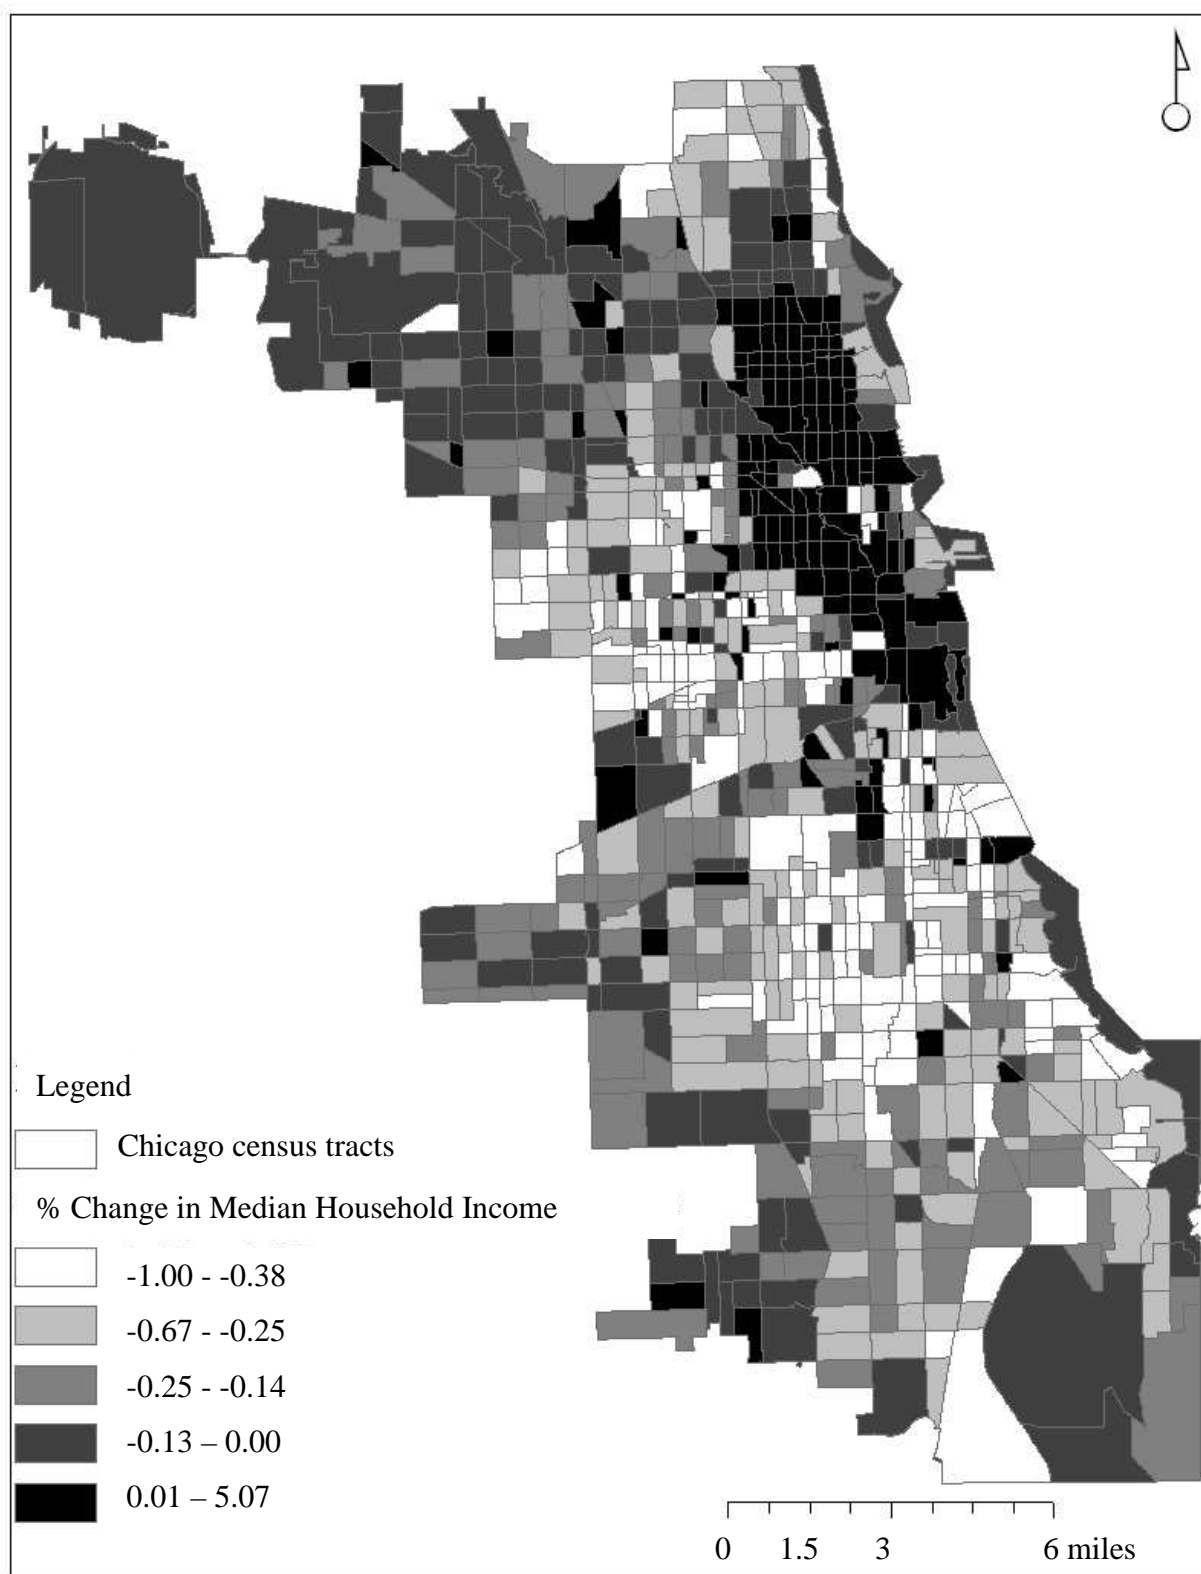 Legend
Chicago census tracts
% Change in Median Household Income
-1.00 - -0.38
-0.67 - -0.25
-0.25 - -0.14
-0.13 – 0.00
0.01 – 5.07
0 1.5 3 6 miles